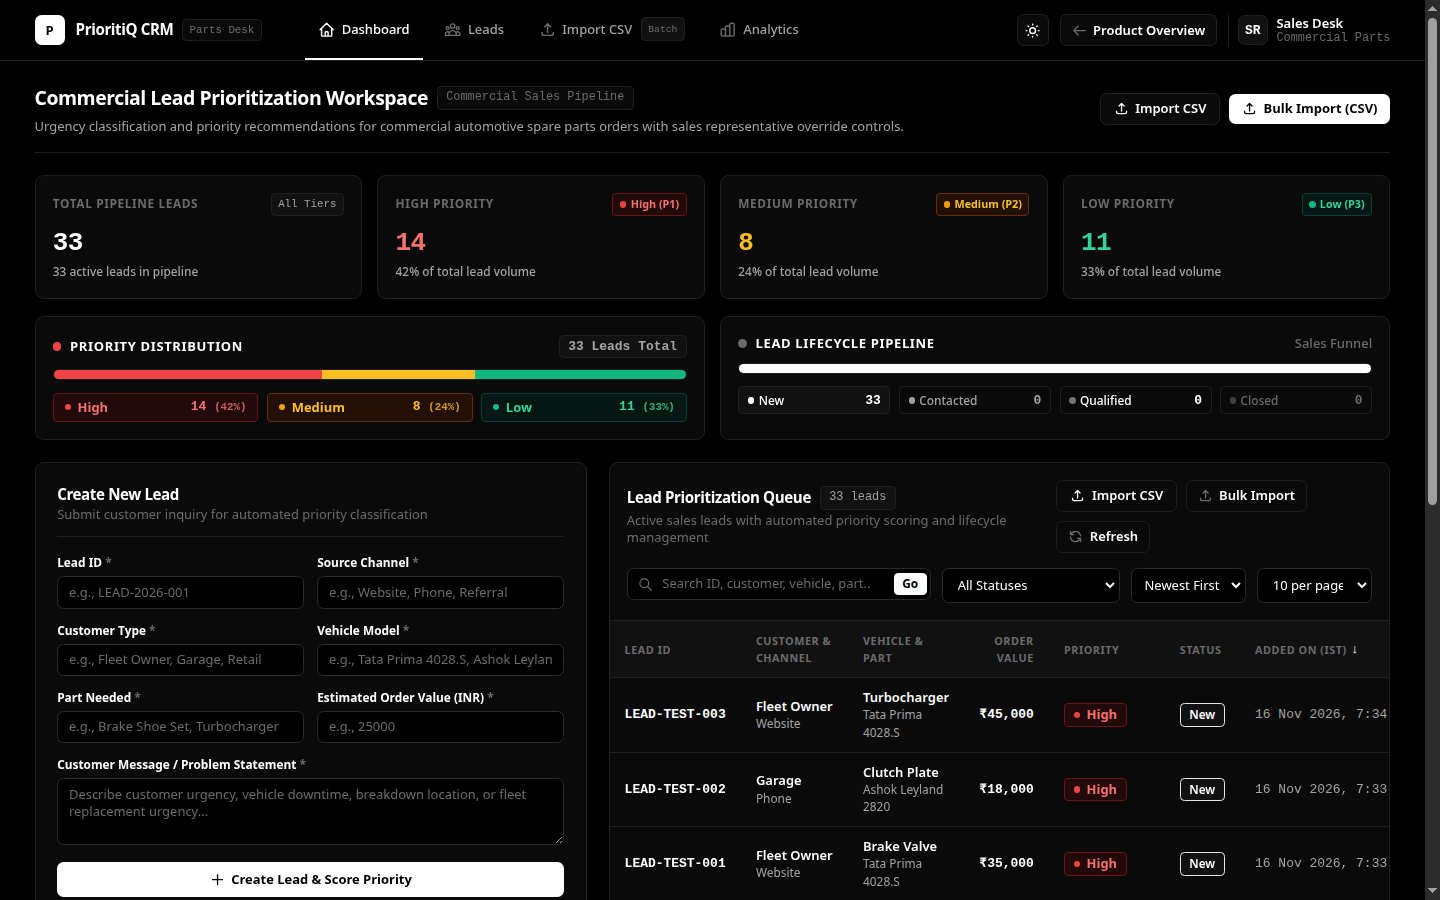 P PrioritiQ CRM Parts Desk Dashboard Leads Import CSV Batch Analytics Product Overview SR Sales Desk
Commercial Parts
Commercial Lead Prioritization Workspace Commercial Sales Pipeline
Urgency classification and priority recommendations for commercial automotive spare parts orders with sales representative override controls.
Import CSV Bulk Import (CSV)
TOTAL PIPELINE LEADS All Tiers
33
33 active leads in pipeline
HIGH PRIORITY High (P1)
14
42% of total lead volume
MEDIUM PRIORITY Medium (P2)
8
24% of total lead volume
LOW PRIORITY Low (P3)
11
33% of total lead volume
PRIORITY DISTRIBUTION 33 Leads Total
High 14 (42%) Medium 8 (24%) Low 11 (33%)
LEAD LIFECYCLE PIPELINE Sales Funnel
New 33 Contacted 0 Qualified 0 Closed 0
Create New Lead
Submit customer inquiry for automated priority classification
Lead ID * Source Channel *
e.g., LEAD-2026-001 e.g., Website, Phone, Referral
Customer Type * Vehicle Model *
e.g., Fleet Owner, Garage, Retail e.g., Tata Prima 4028.S, Ashok Leylan
Part Needed * Estimated Order Value (INR) *
e.g., Brake Shoe Set, Turbocharger e.g., 25000
Customer Message / Problem Statement *
Describe customer urgency, vehicle downtime, breakdown location, or fleet
replacement urgency...
+ Create Lead & Score Priority
Lead Prioritization Queue 33 leads
Active sales leads with automated priority scoring and lifecycle
management
Import CSV Bulk Import
Refresh
Search ID, customer, vehicle, part.. Go All Statuses Newest First 10 per page
LEAD ID CUSTOMER & CHANNEL VEHICLE & PART ORDER VALUE PRIORITY STATUS ADDED ON (IST) ↓
LEAD-TEST-003 Fleet Owner Website Turbocharger Tata Prima 4028.S ₹45,000 High New 16 Nov 2026, 7:34
LEAD-TEST-002 Garage Phone Clutch Plate Ashok Leyland 2820 ₹18,000 High New 16 Nov 2026, 7:33
LEAD-TEST-001 Fleet Owner Website Brake Valve Tata Prima 4028.S ₹35,000 High New 16 Nov 2026, 7:33